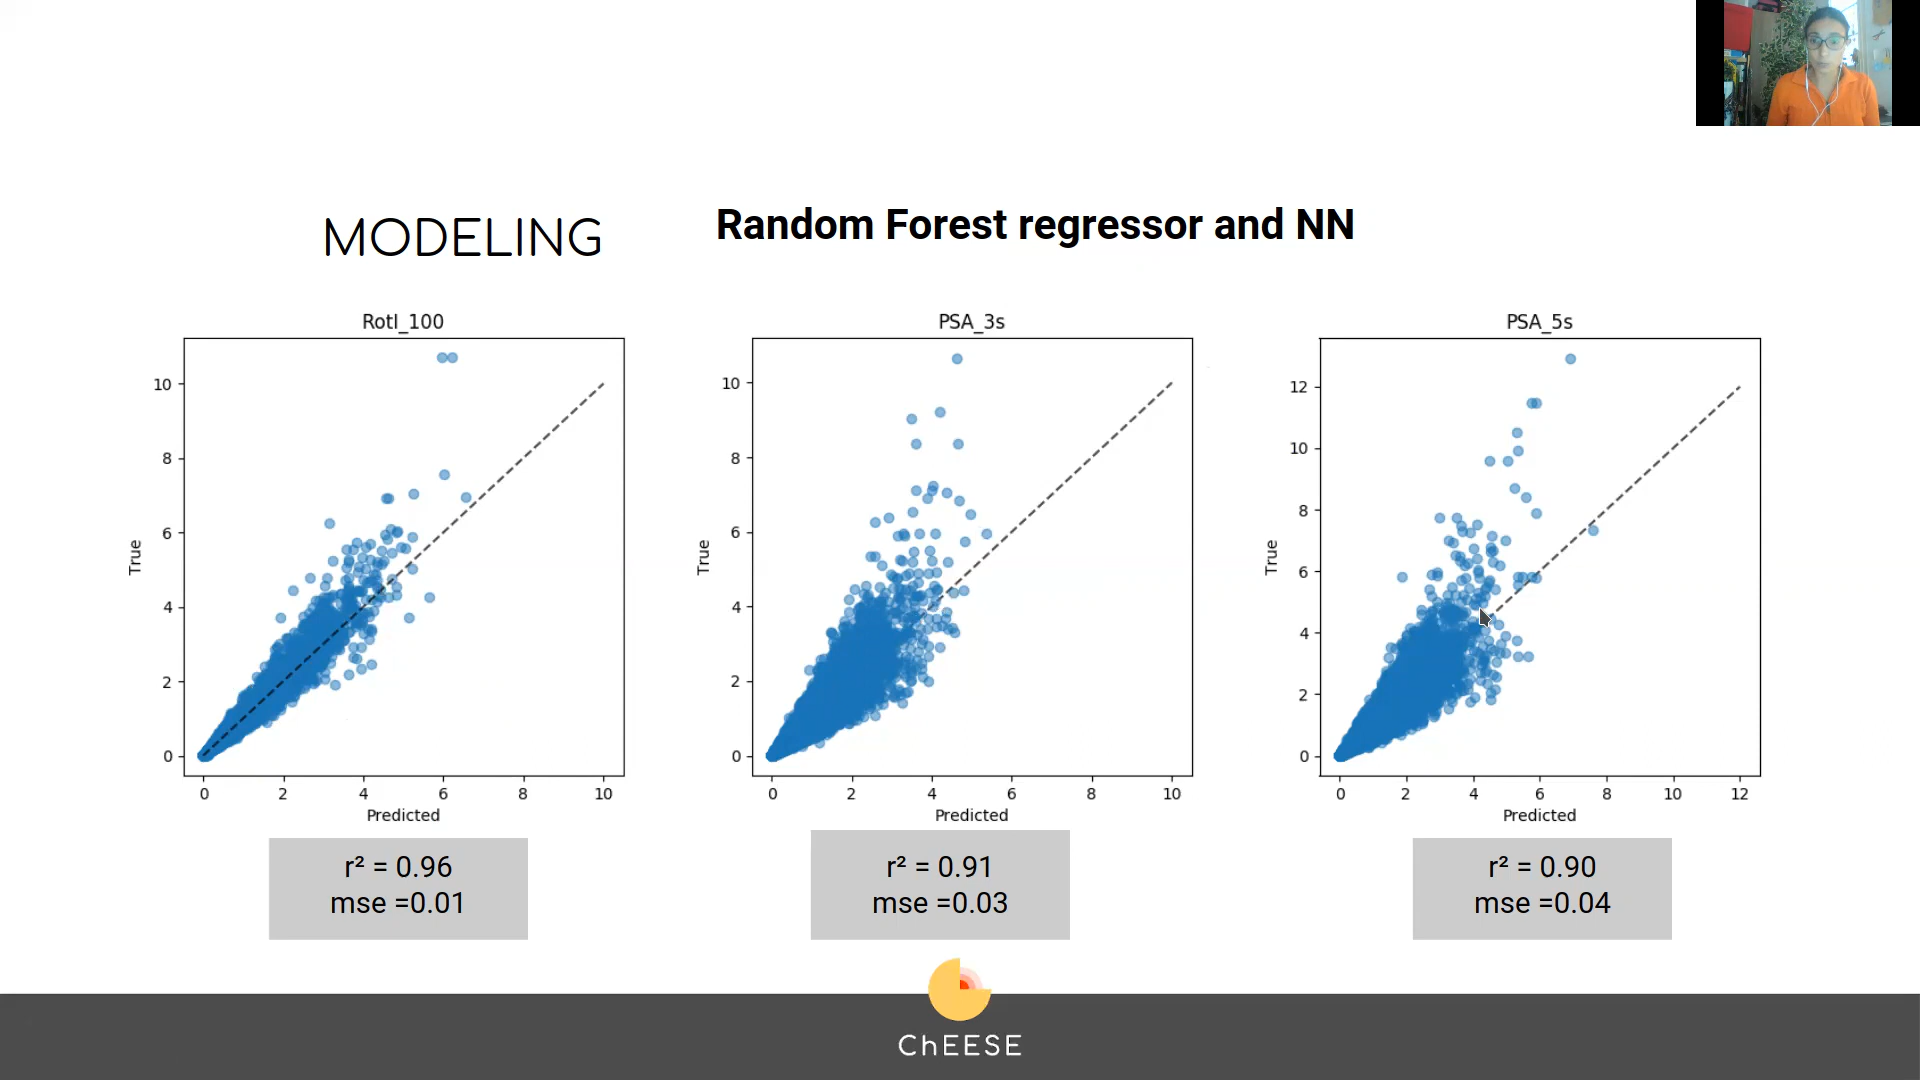 MODELING
Random Forest regressor and NN
Rotl_100
10
8
6
4
2
0
True
0 2 4 6 8 10
Predicted
r² = 0.96
mse =0.01
PSA_3s
10
8
6
4
2
0
True
0 2 4 6 8 10
Predicted
r² = 0.91
mse =0.03
PSA_5s
12
10
8
6
4
2
0
True
0 2 4 6 8 10 12
Predicted
r² = 0.90
mse =0.04
ChEESE